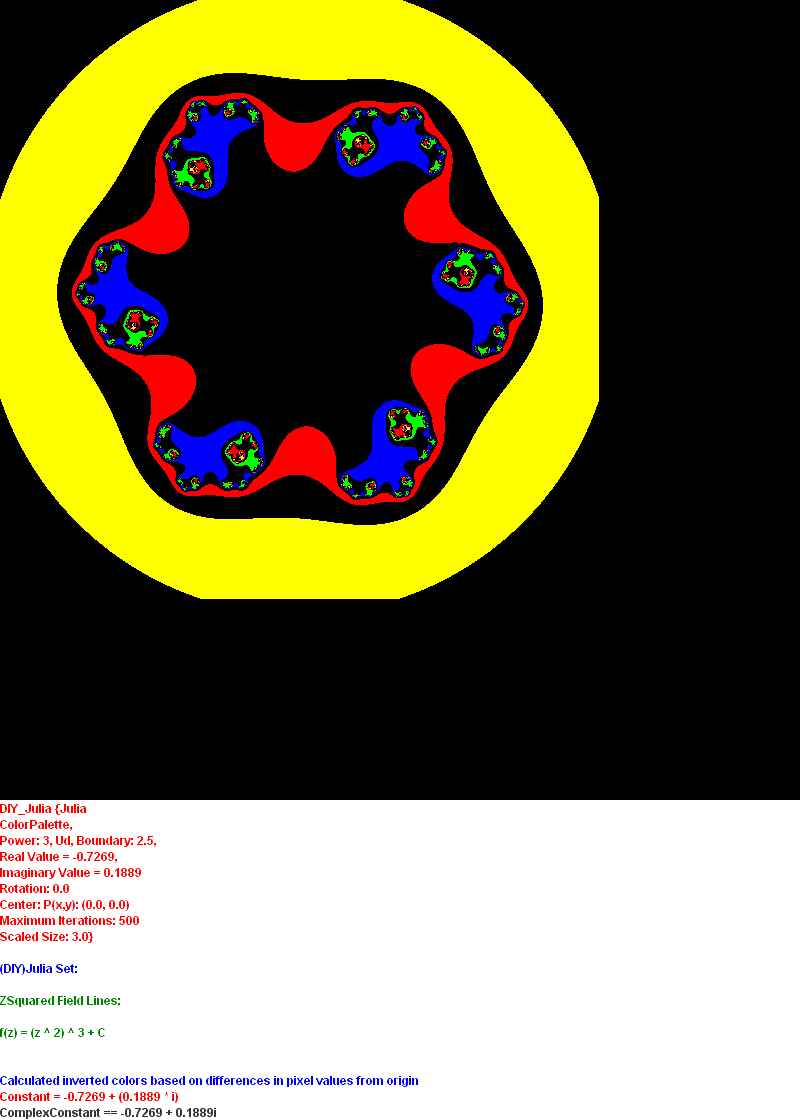 DIY_Julia {Julia
ColorPalette,
Power: 3, Ud, Boundary: 2.5,
Real Value = -0.7269,
Imaginary Value = 0.1889
Rotation: 0.0
Center: P(x,y): (0.0, 0.0)
Maximum Iterations: 500
Scaled Size: 3.0}
(DIY)Julia Set:
ZSquared Field Lines:
f(z) = (z ^ 2) ^ 3 + C
Calculated inverted colors based on differences in pixel values from origin
Constant = -0.7269 + (0.1889 * i)
ComplexConstant == -0.7269 + 0.1889i